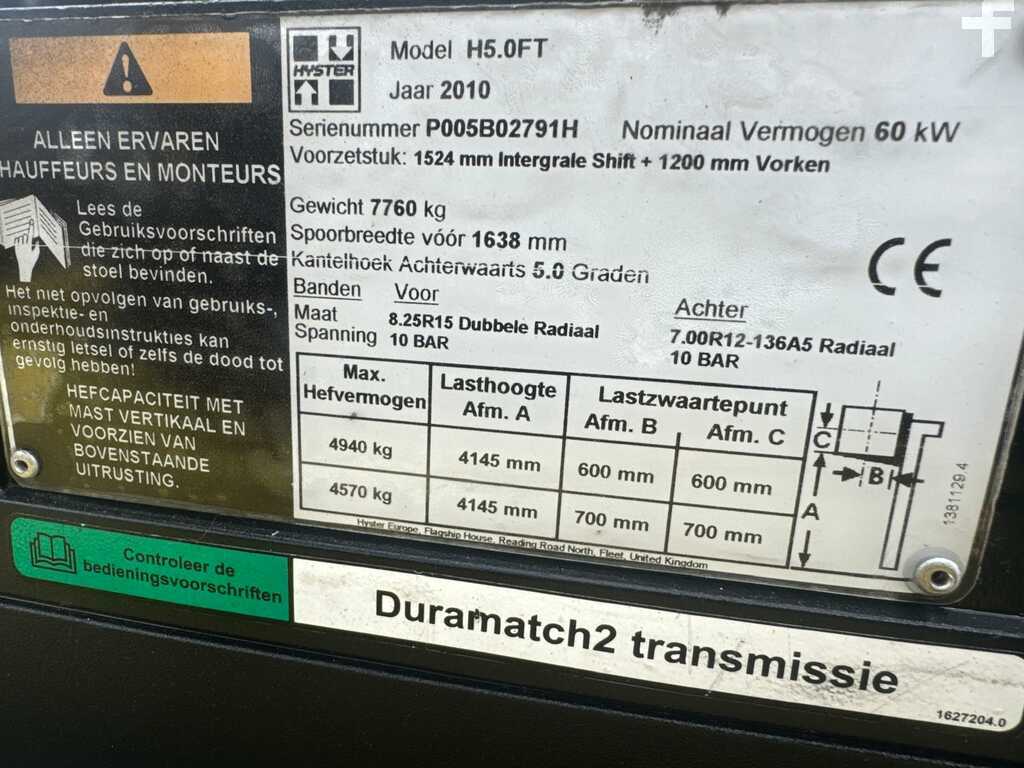 ALLEEN ERVAREN
HAUFFEURS EN MONTEURS
Lees de
Gebruiksvoorschriften
die zich op of naast de
stoel bevinden.
Het niet opvolgen van gebruiks-,
inspektie- en
onderhoudsinstrukties kan
ernstig letsel of zelfs de dood tot
gevolg hebben!
HEFCAPACITEIT MET
MAST VERTIKAAL EN
VOORZIEN VAN
BOVENSTAANDE
UITRUSTING.
HYSTER
Model H5.0FT
Jaar 2010
Serienummer P005B02791H Nominaal Vermogen 60 kW
Voorzetstuk: 1524 mm Intergrale Shift + 1200 mm Vorken
Gewicht 7760 kg
Spoorbreedte vóór 1638 mm
Kantelhoek Achterwaarts 5.0 Graden
CE
Banden Voor Achter
Maat 8.25R15 Dubbele Radiaal 7.00R12-136A5 Radiaal
Spanning 10 BAR 10 BAR
Max. Hefvermogen Lasthoogte Afm. A Lastzwaartepunt Afm. B Afm. C
4940 kg 4145 mm 600 mm 600 mm
4570 kg 4145 mm 700 mm 700 mm
C
B
A
1381129.4
Hyster Europe, Flagship House, Reading Road North, Fleet, United Kingdom
Controleer de
bedieningsvoorschriften
Duramatch2 transmissie
1627204.0
f